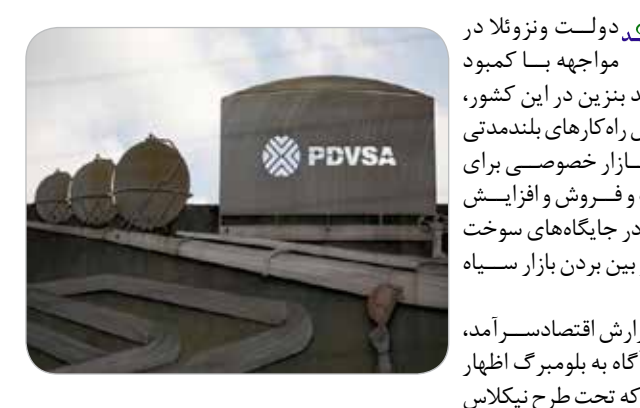 دولت ونزوئلا در
مواجهه با کمبود
بنزین در این کشور،
راه‌کارهای بلندمدتی
خصوصی برای
و فروش و افزایش
در جایگاه‌های سوخت
بین بردن بازار سیاه
اقتصادسرآمد،
گاه به بلومبرگ اظهار
که تحت طرح نیکلاس
PDVSA